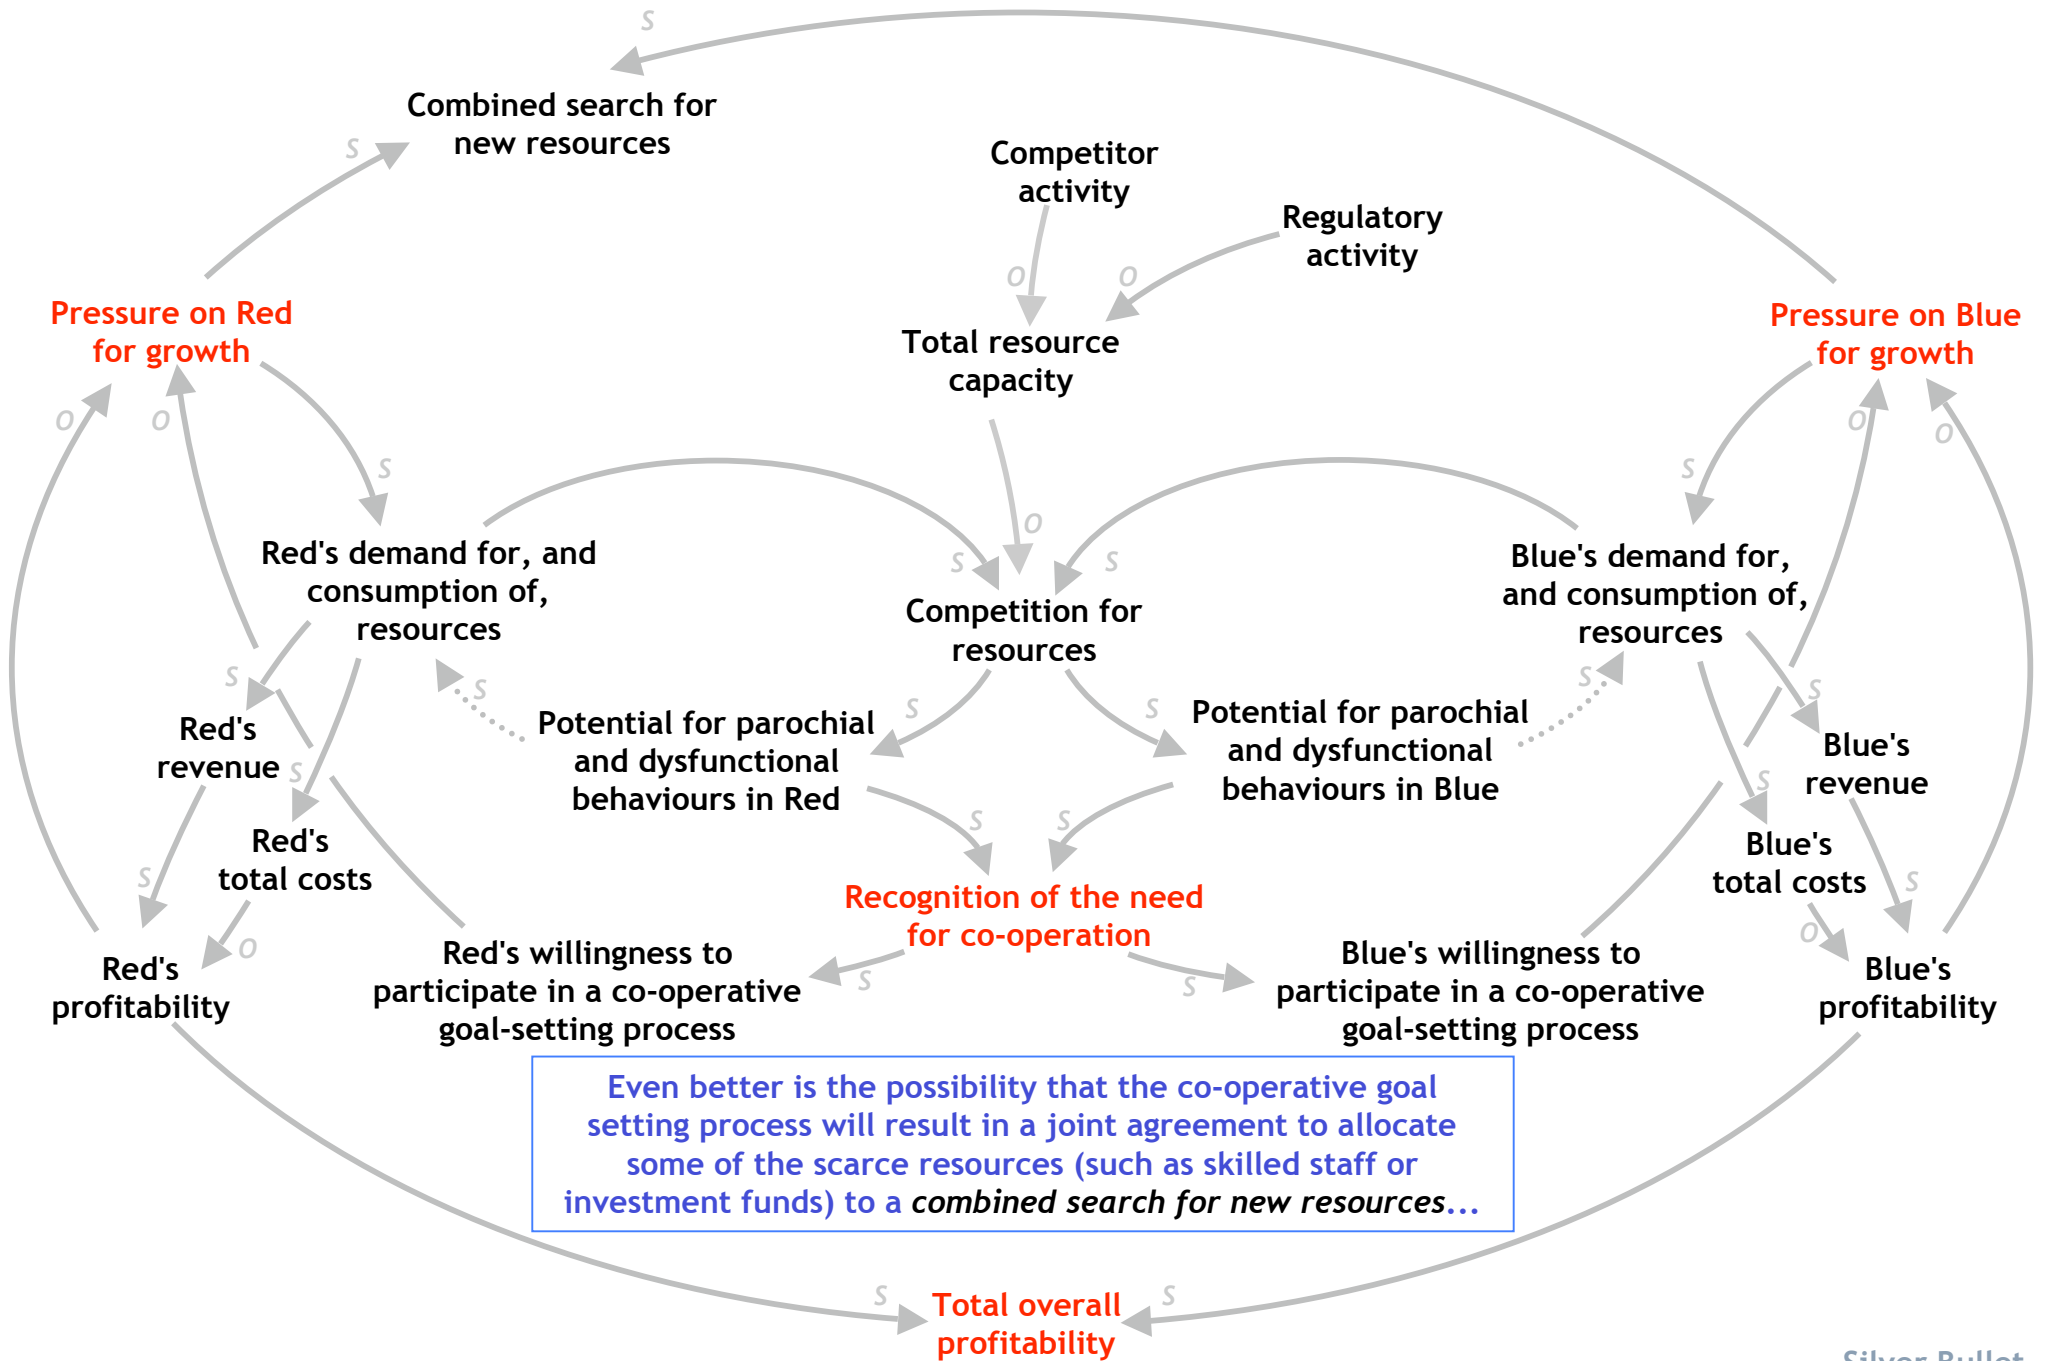 S
Combined search for
new resources
S
Competitor
activity
Regulatory
activity
O
O
Pressure on Red
for growth
Pressure on Blue
for growth
Total resource
capacity
O
O
O
O
S
S
O
Red's demand for, and
consumption of,
resources
S
S
Blue's demand for,
and consumption of,
resources
Competition for
resources
S
S
S
S
S
S
Red's
revenue
Potential for parochial
and dysfunctional
behaviours in Red
Potential for parochial
and dysfunctional
behaviours in Blue
Blue's
revenue
S
S
S
S
Red's
total costs
Blue's
total costs
S
S
Recognition of the need
for co-operation
O
O
Red's
profitability
Red's willingness to
participate in a co-operative
goal-setting process
S
S
Blue's willingness to
participate in a co-operative
goal-setting process
Blue's
profitability
Even better is the possibility that the co-operative goal
setting process will result in a joint agreement to allocate
some of the scarce resources (such as skilled staff or
investment funds) to a combined search for new resources...
S
S
Total overall
profitability
Silver Bullet